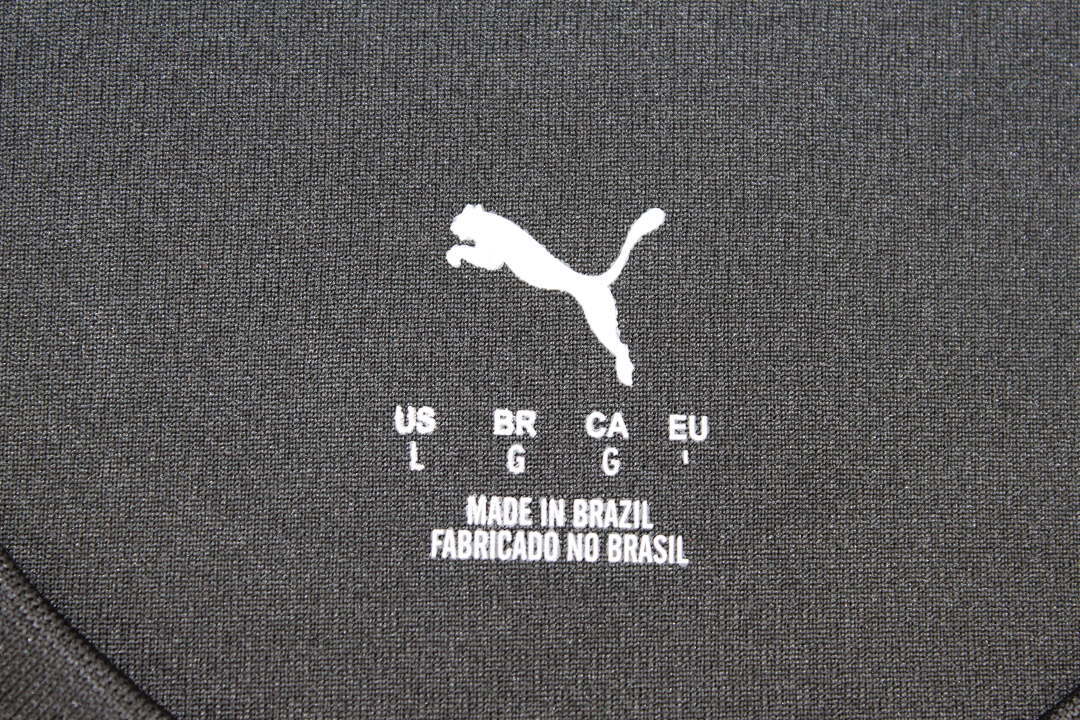 US BR CA EU
L G G
MADE IN BRAZIL
FABRICADO NO BRASIL